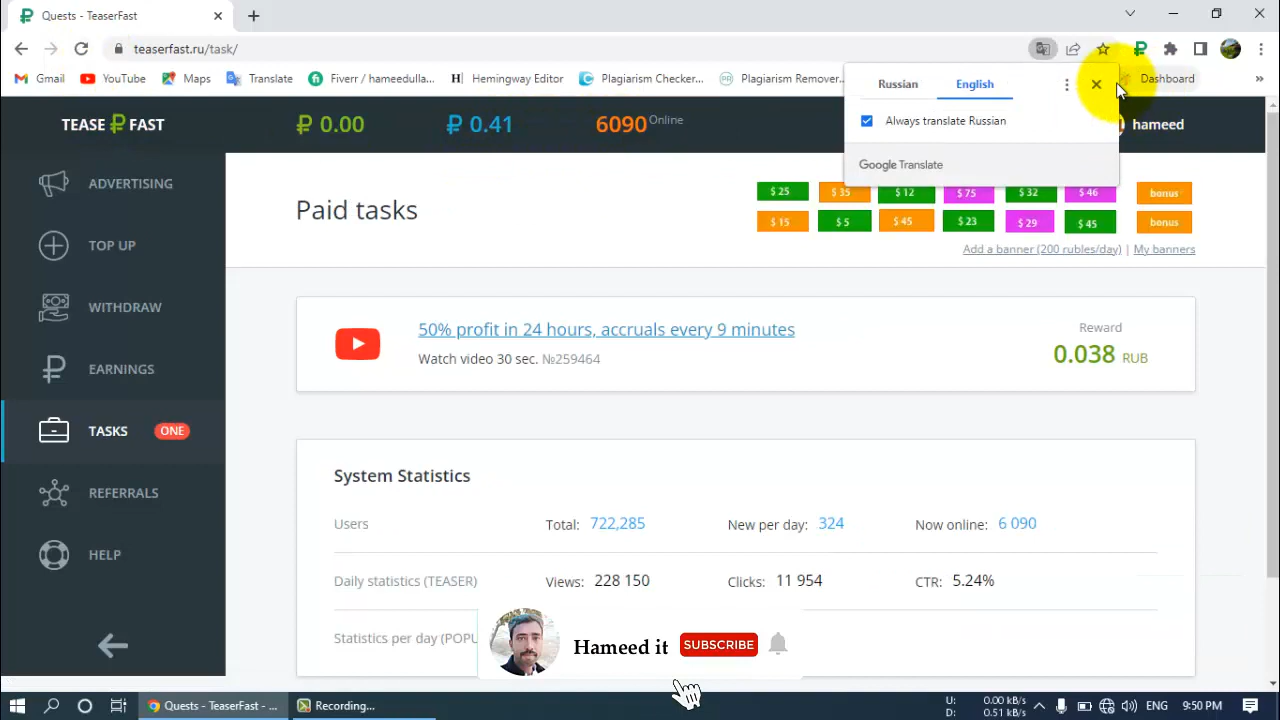 Quests - TeaserFast
teaserfast.ru/task/
Gmail YouTube Maps Translate Fiverr / hameedulla... Hemingway Editor Plagiarism Checker... Plagiarism Remover... Dashboard »
Russian English
Always translate Russian
Google Translate
TEASE ₽ FAST ₽ 0.00 ₽ 0.41 6090 Online hameed
ADVERTISING
TOP UP
WITHDRAW
EARNINGS
TASKS ONE
REFERRALS
HELP
Paid tasks
$ 25 $ 35 $ 12 $ 75 $ 32 $ 46 bonus
$ 15 $ 5 $ 45 $ 23 $ 29 $ 45 bonus
Add a banner (200 rubles/day) | My banners
50% profit in 24 hours, accruals every 9 minutes
Watch video 30 sec. №259464
Reward
0.038 RUB
System Statistics
Users Total: 722,285 New per day: 324 Now online: 6 090
Daily statistics (TEASER) Views: 228 150 Clicks: 11 954 CTR: 5.24%
Statistics per day (POPU
Hameed it SUBSCRIBE
Quests - TeaserFast - ... Recording...
U: 0.00 kB/s
D: 0.51 kB/s
ENG 9:50 PM